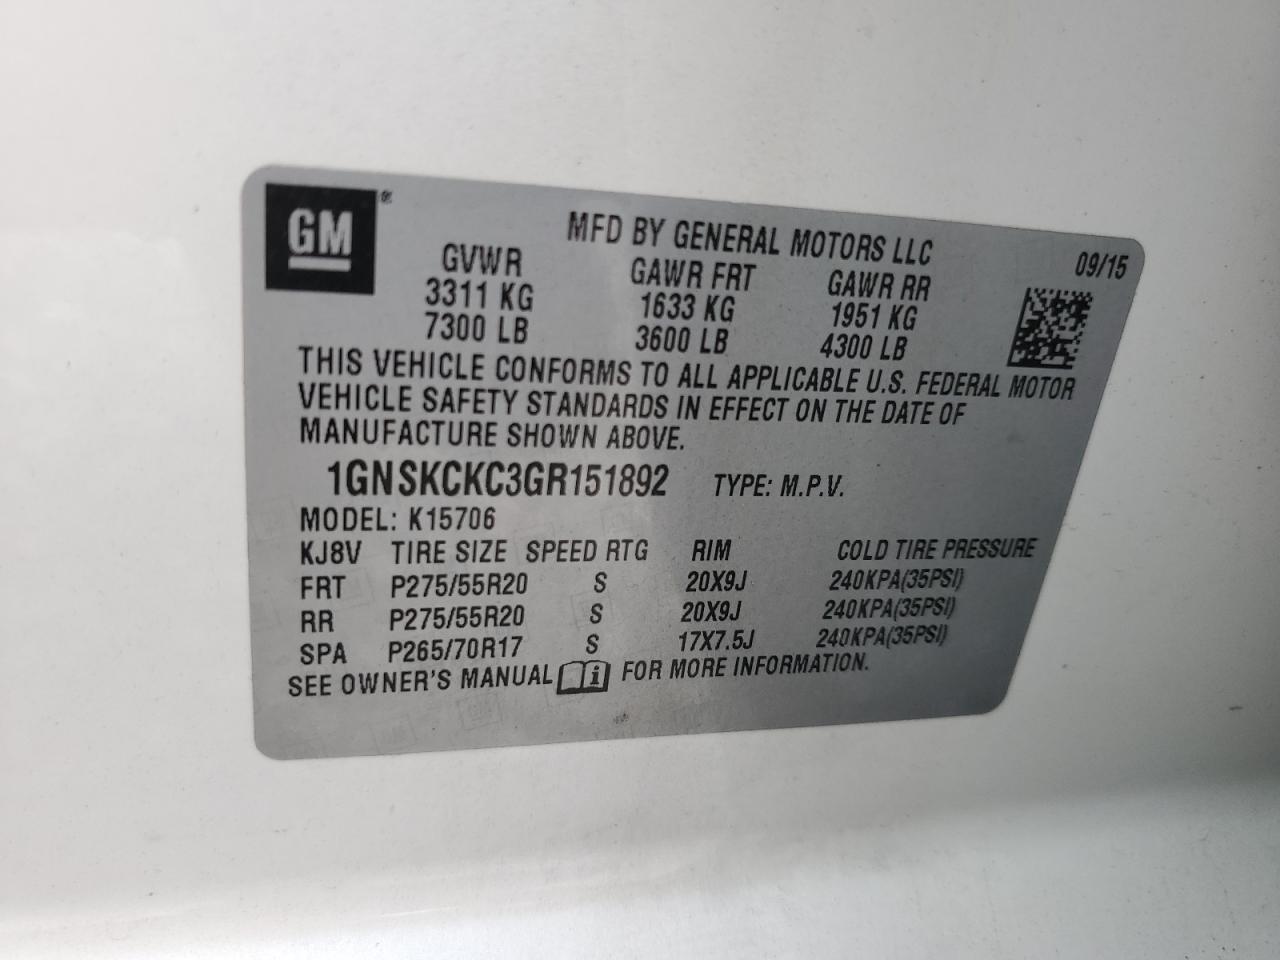 GM®
MFD BY GENERAL MOTORS LLC
09/15
GVWR GAWR FRT GAWR RR
3311 KG 1633 KG 1951 KG
7300 LB 3600 LB 4300 LB
THIS VEHICLE CONFORMS TO ALL APPLICABLE U.S. FEDERAL MOTOR
VEHICLE SAFETY STANDARDS IN EFFECT ON THE DATE OF
MANUFACTURE SHOWN ABOVE.
1GNSKCKC3GR151892 TYPE: M.P.V.
MODEL: K15706
KJ8V TIRE SIZE SPEED RTG RIM COLD TIRE PRESSURE
FRT P275/55R20 S 20X9J 240KPA(35PSI)
RR P275/55R20 S 20X9J 240KPA(35PSI)
SPA P265/70R17 S 17X7.5J 240KPA(35PSI)
SEE OWNER'S MANUAL i FOR MORE INFORMATION.